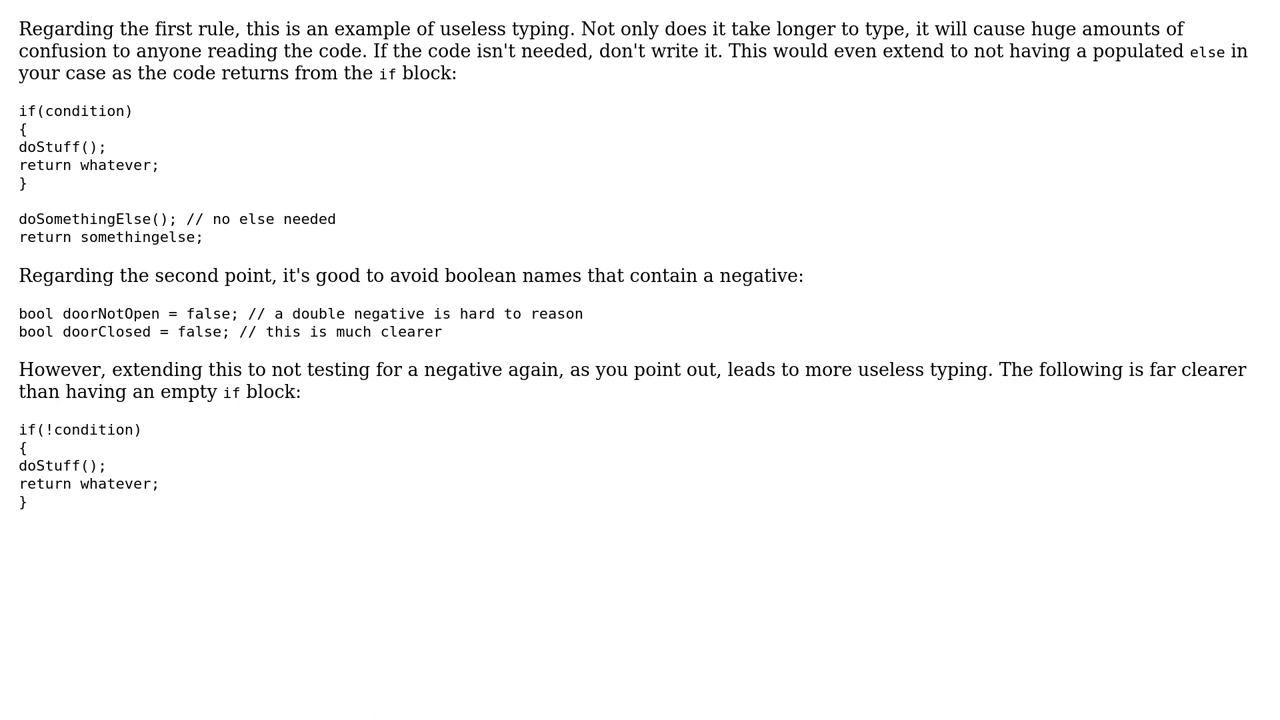 Regarding the first rule, this is an example of useless typing. Not only does it take longer to type, it will cause huge amounts of
confusion to anyone reading the code. If the code isn't needed, don't write it. This would even extend to not having a populated else in
your case as the code returns from the if block:
if(condition)
{
doStuff();
return whatever;
}
doSomethingElse(); // no else needed
return somethingelse;
Regarding the second point, it's good to avoid boolean names that contain a negative:
bool doorNotOpen = false; // a double negative is hard to reason
bool doorClosed = false; // this is much clearer
However, extending this to not testing for a negative again, as you point out, leads to more useless typing. The following is far clearer
than having an empty if block:
if(!condition)
{
doStuff();
return whatever;
}